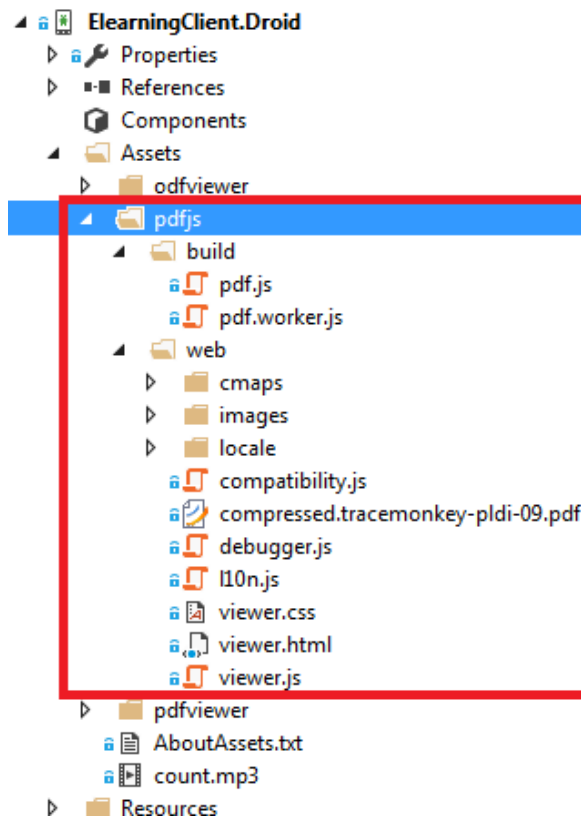 ElearningClient.Droid
Properties
References
Components
Assets
odfviewer
pdfjs
build
pdf.js
pdf.worker.js
web
cmaps
images
locale
compatibility.js
compressed.tracemonkey-pldi-09.pdf
debugger.js
l10n.js
viewer.css
viewer.html
viewer.js
pdfviewer
AboutAssets.txt
count.mp3
Resources